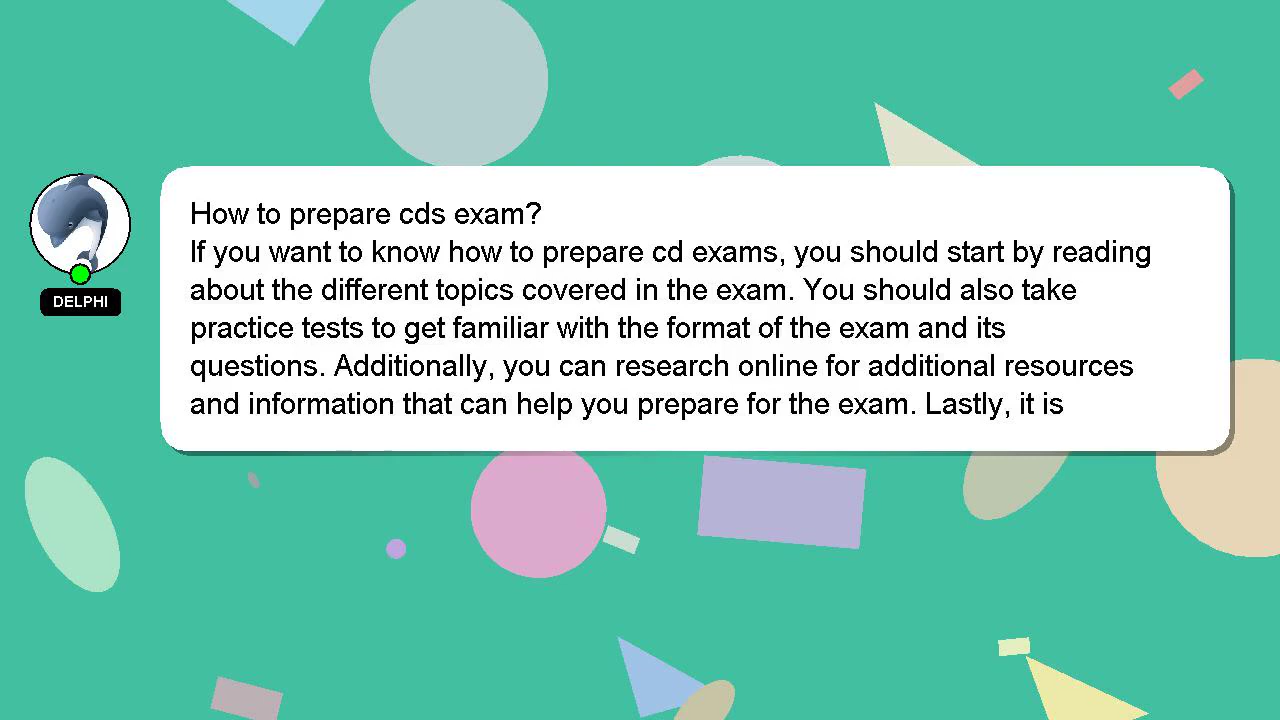 How to prepare cds exam?
If you want to know how to prepare cd exams, you should start by reading
about the different topics covered in the exam. You should also take
practice tests to get familiar with the format of the exam and its
questions. Additionally, you can research online for additional resources
and information that can help you prepare for the exam. Lastly, it is
DELPHI